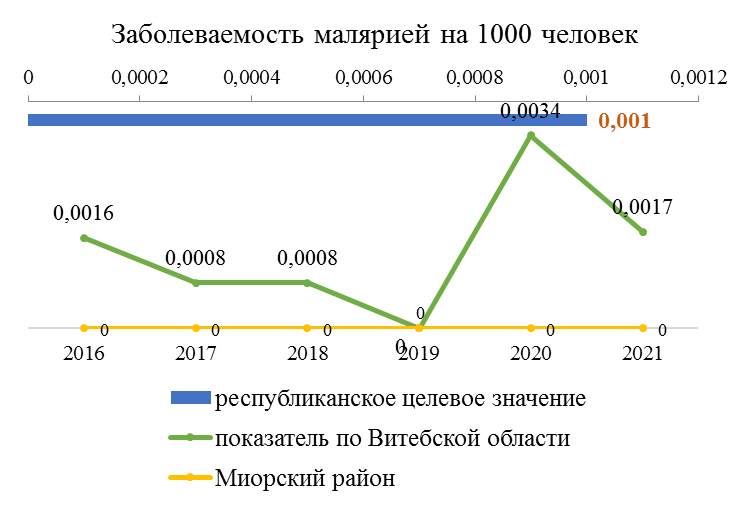 Заболеваемость малярией на 1000 человек
0 0,0002 0,0004 0,0006 0,0008 0,001 0,0012
0,001
0,0034
0,0016
0,0017
0,0008 0,0008
0
0 0 0 0 0
0
2016 2017 2018 2019 2020 2021
республиканское целевое значение
показатель по Витебской области
Миорский район